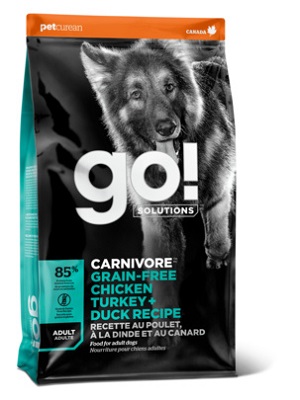 petcurean
CANADA
go!
SOLUTIONS
85%
CARNIVORE
GRAIN-FREE
CHICKEN
TURKEY +
DUCK RECIPE
RECETTE AU POULET,
À LA DINDE ET AU CANARD
Food for adult dogs
Nourriture pour chiens adultes
ADULT
ADULTES